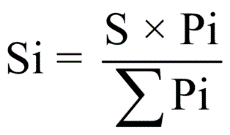 Si = S × Pi / ∑ Pi